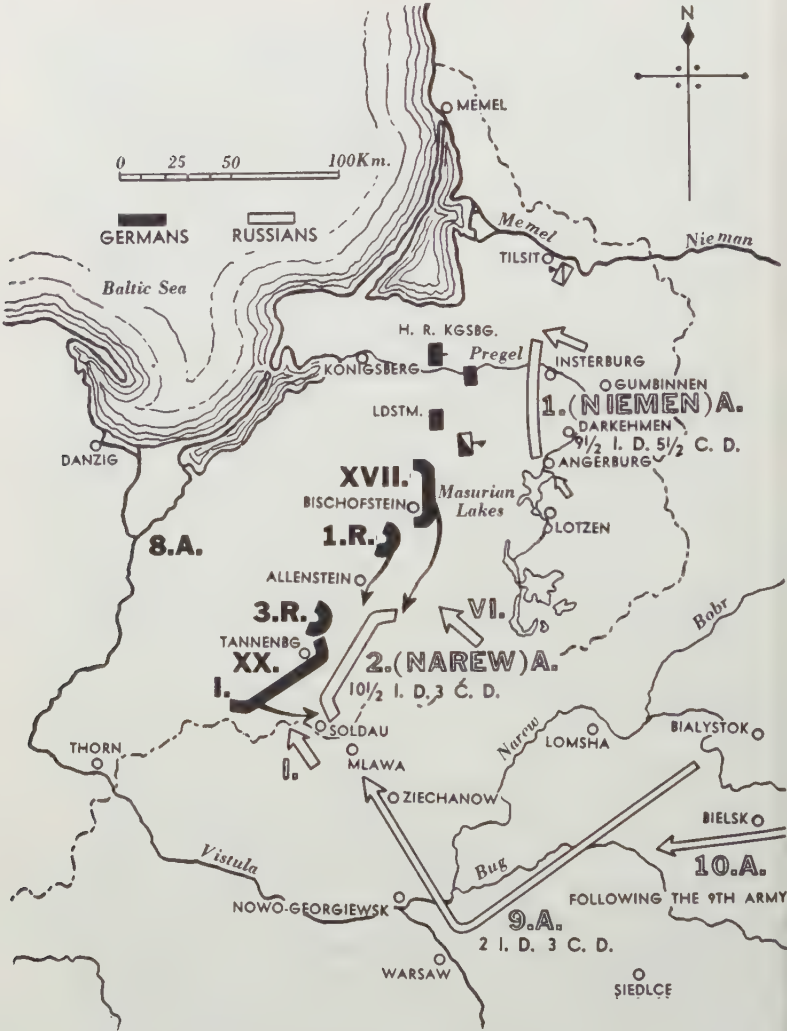 N
MEMEL
0 25 50 100Km.
GERMANS RUSSIANS
Memel
Nieman
TILSIT
Baltic Sea
H. R. KGSBG.
KÖNIGSBERG
Pregel
INSTERBURG
GUMBINNEN
1. (NIEMEN) A.
LDSTM.
DARKEHMEN
9½ I. D. 5½ C. D.
DANZIG
ANGERBURG
XVII.
BISCHOFSTEIN
Masurian
Lakes
LOTZEN
8.A.
1.R.
ALLENSTEIN
3.R.
VI.
Bobr
TANNENBG
XX.
2. (NAREW) A.
10½ I. D. 3 C. D.
I.
SOLDAU
Narew
LOMSHA
BIALYSTOK
THORN
MLAWA
I.
ZIECHANOW
BIELSK
Vistula
Bug
10.A.
NOWO-GEORGIEWSK
FOLLOWING THE 9TH ARMY
9.A.
2 I. D. 3 C. D.
WARSAW
SIEDLCE